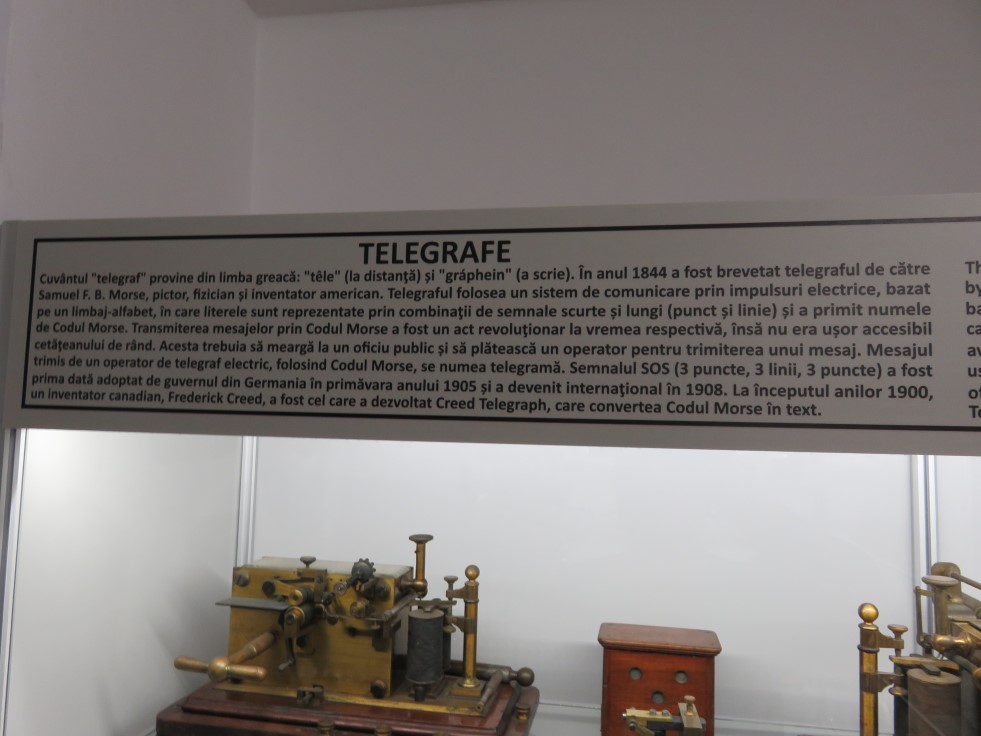 TELEGRAFE
Cuvântul "telegraf" provine din limba greacă: "têle" (la distanţă) și "gráphein" (a scrie). În anul 1844 a fost brevetat telegraful de către
Samuel F. B. Morse, pictor, fizician și inventator american. Telegraful folosea un sistem de comunicare prin impulsuri electrice, bazat
pe un limbaj-alfabet, în care literele sunt reprezentate prin combinaţii de semnale scurte și lungi (punct și linie) și a primit numele
de Codul Morse. Transmiterea mesajelor prin Codul Morse a fost un act revoluţionar la vremea respectivă, însă nu era ușor accesibil
cetăţeanului de rând. Acesta trebuia să meargă la un oficiu public și să plătească un operator pentru trimiterea unui mesaj. Mesajul
trimis de un operator de telegraf electric, folosind Codul Morse, se numea telegramă. Semnalul SOS (3 puncte, 3 linii, 3 puncte) a fost
prima dată adoptat de guvernul din Germania în primăvara anului 1905 și a devenit internaţional în 1908. La începutul anilor 1900,
un inventator canadian, Frederick Creed, a fost cel care a dezvoltat Creed Telegraph, care convertea Codul Morse în text.